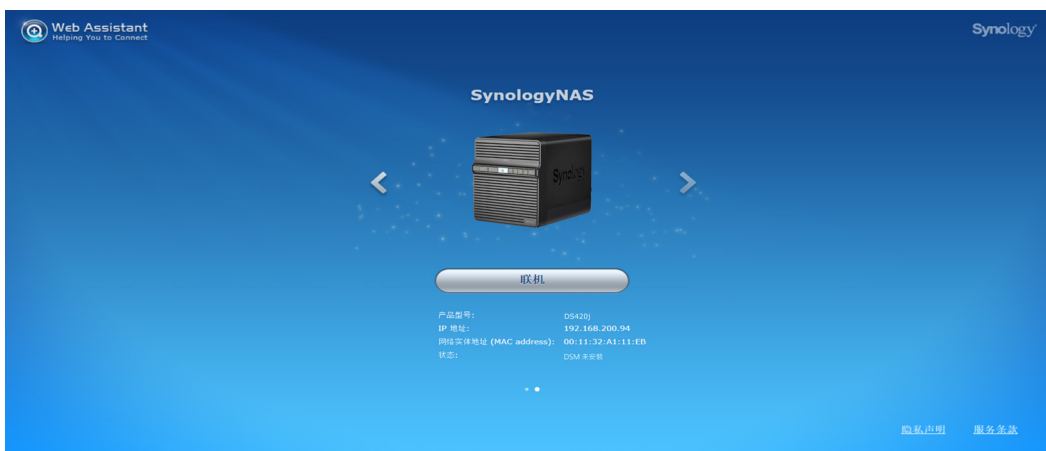 Web Assistant
Helping You to Connect
Synology
SynologyNAS
Synology
联机
产品型号: DS420j
IP 地址: 192.168.200.94
网络实体地址 (MAC address): 00:11:32:A1:11:EB
状态: DSM 未安装
隐私声明 服务条款